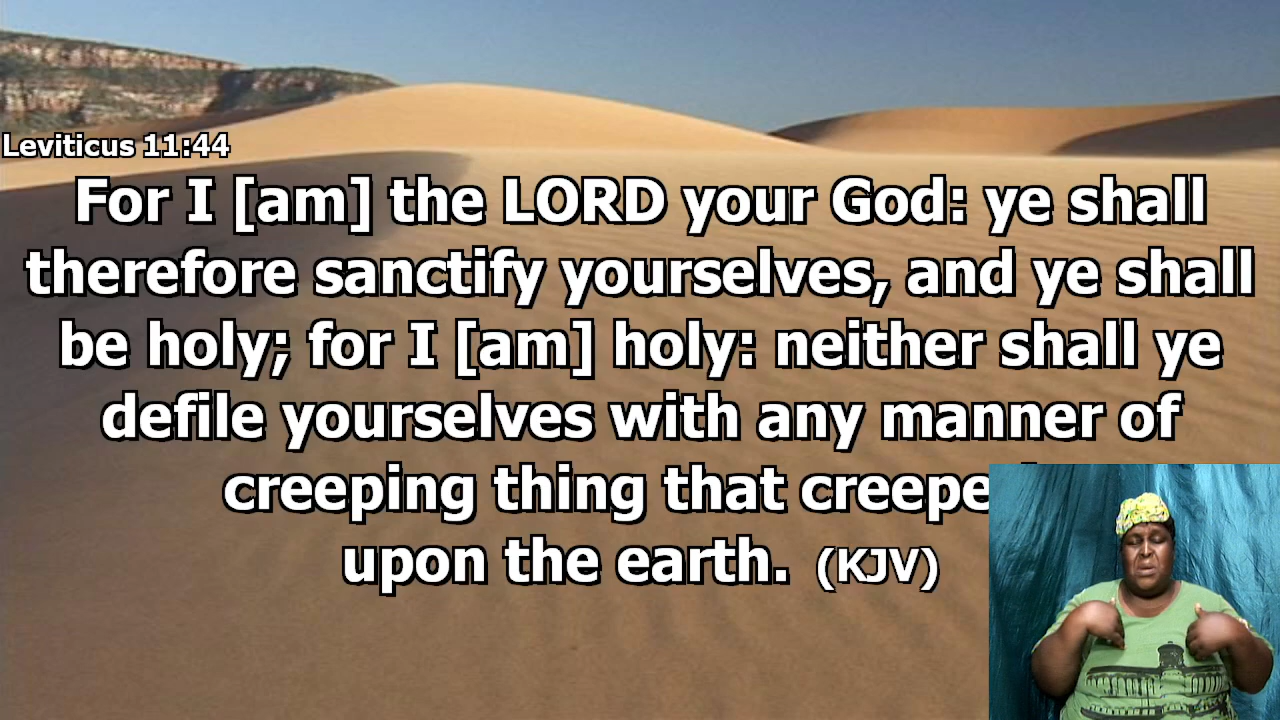 Leviticus 11:44
For I [am] the LORD your God: ye shall
therefore sanctify yourselves, and ye shall
be holy; for I [am] holy: neither shall ye
defile yourselves with any manner of
creeping thing that
upon the earth. (KJV)